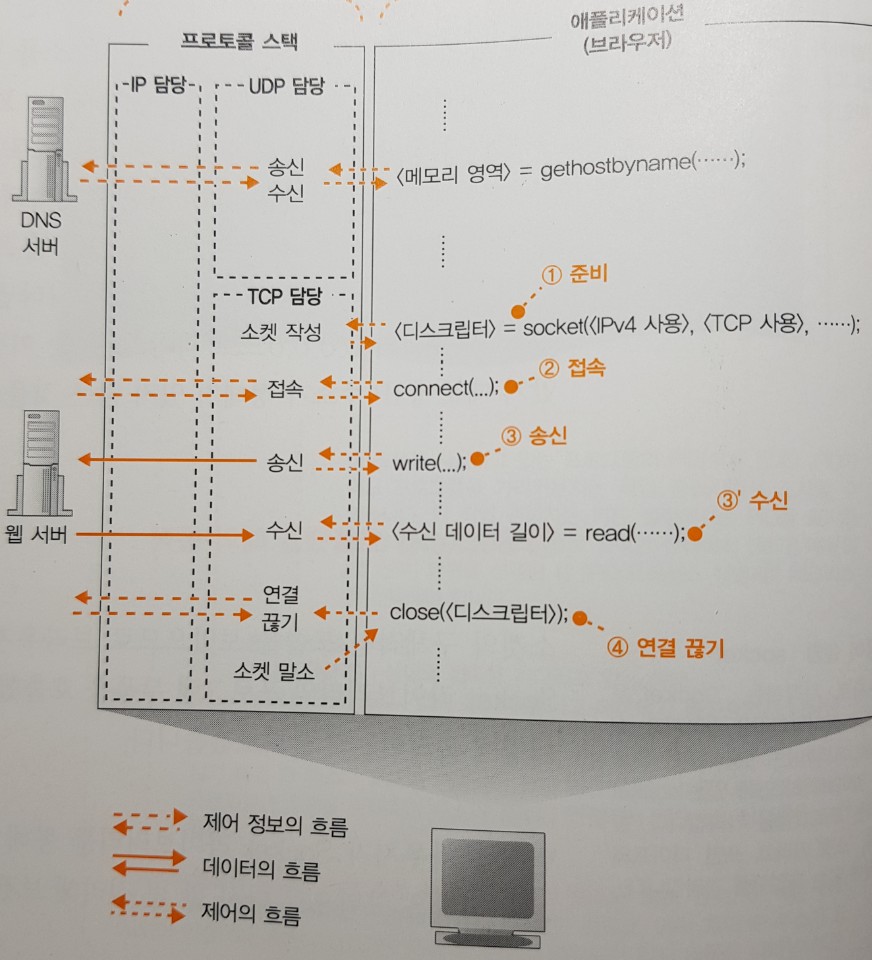 프로토콜 스택
애플리케이션
(브라우저)
IP 담당
UDP 담당
송신
수신
〈메모리 영역〉 = gethostbyname(……);
DNS
서버
① 준비
TCP 담당
소켓 작성
〈디스크립터〉 = socket(〈IPv4 사용〉, 〈TCP 사용〉, ……);
② 접속
접속
connect(...);
③ 송신
송신
write(...);
③' 수신
웹 서버
수신
〈수신 데이터 길이〉 = read(……);
연결
끊기
close(〈디스크립터〉);
④ 연결 끊기
소켓 말소
제어 정보의 흐름
데이터의 흐름
제어의 흐름